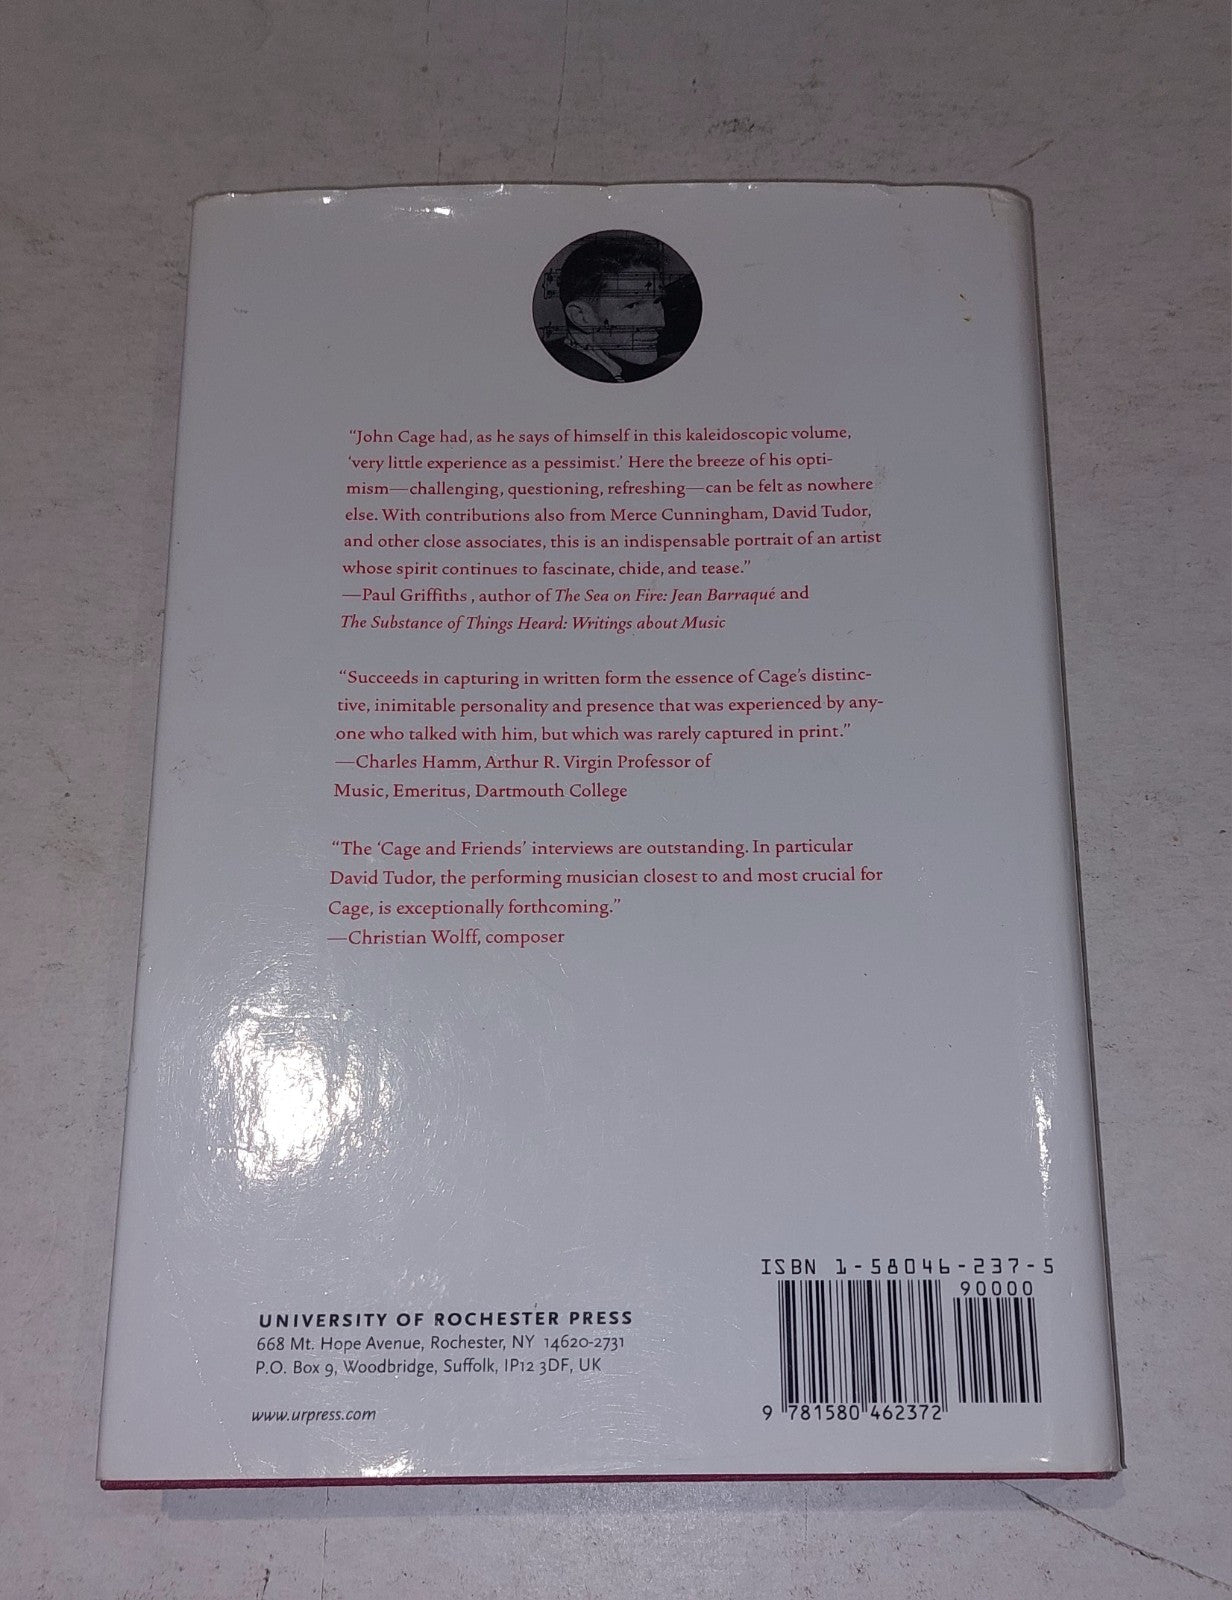 “John Cage had, as he says of himself in this kaleidoscopic volume,
‘very little experience as a pessimist.’ Here the breeze of his opti-
mism—challenging, questioning, refreshing—can be felt as nowhere
else. With contributions also from Merce Cunningham, David Tudor,
and other close associates, this is an indispensable portrait of an artist
whose spirit continues to fascinate, chide, and tease.”
—Paul Griffiths , author of The Sea on Fire: Jean Barraqué and
The Substance of Things Heard: Writings about Music
“Succeeds in capturing in written form the essence of Cage’s distinc-
tive, inimitable personality and presence that was experienced by any-
one who talked with him, but which was rarely captured in print.”
—Charles Hamm, Arthur R. Virgin Professor of
Music, Emeritus, Dartmouth College
“The ‘Cage and Friends’ interviews are outstanding. In particular
David Tudor, the performing musician closest to and most crucial for
Cage, is exceptionally forthcoming.”
—Christian Wolff, composer
UNIVERSITY OF ROCHESTER PRESS
668 Mt. Hope Avenue, Rochester, NY 14620-2731
P.O. Box 9, Woodbridge, Suffolk, IP12 3DF, UK
www.urpress.com
ISBN 1-58046-237-5
90000
9 781580 462372